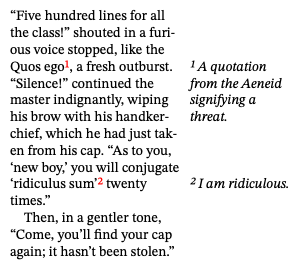 “Five hundred lines for all
the class!” shouted in a furi-
ous voice stopped, like the
Quos ego¹, a fresh outburst.
“Silence!” continued the
master indignantly, wiping
his brow with his handker-
chief, which he had just tak-
en from his cap. “As to you,
‘new boy,’ you will conjugate
‘ridiculus sum’² twenty
times.”
Then, in a gentler tone,
“Come, you’ll find your cap
again; it hasn’t been stolen.”
¹ A quotation
from the Aeneid
signifying a
threat.
² I am ridiculous.